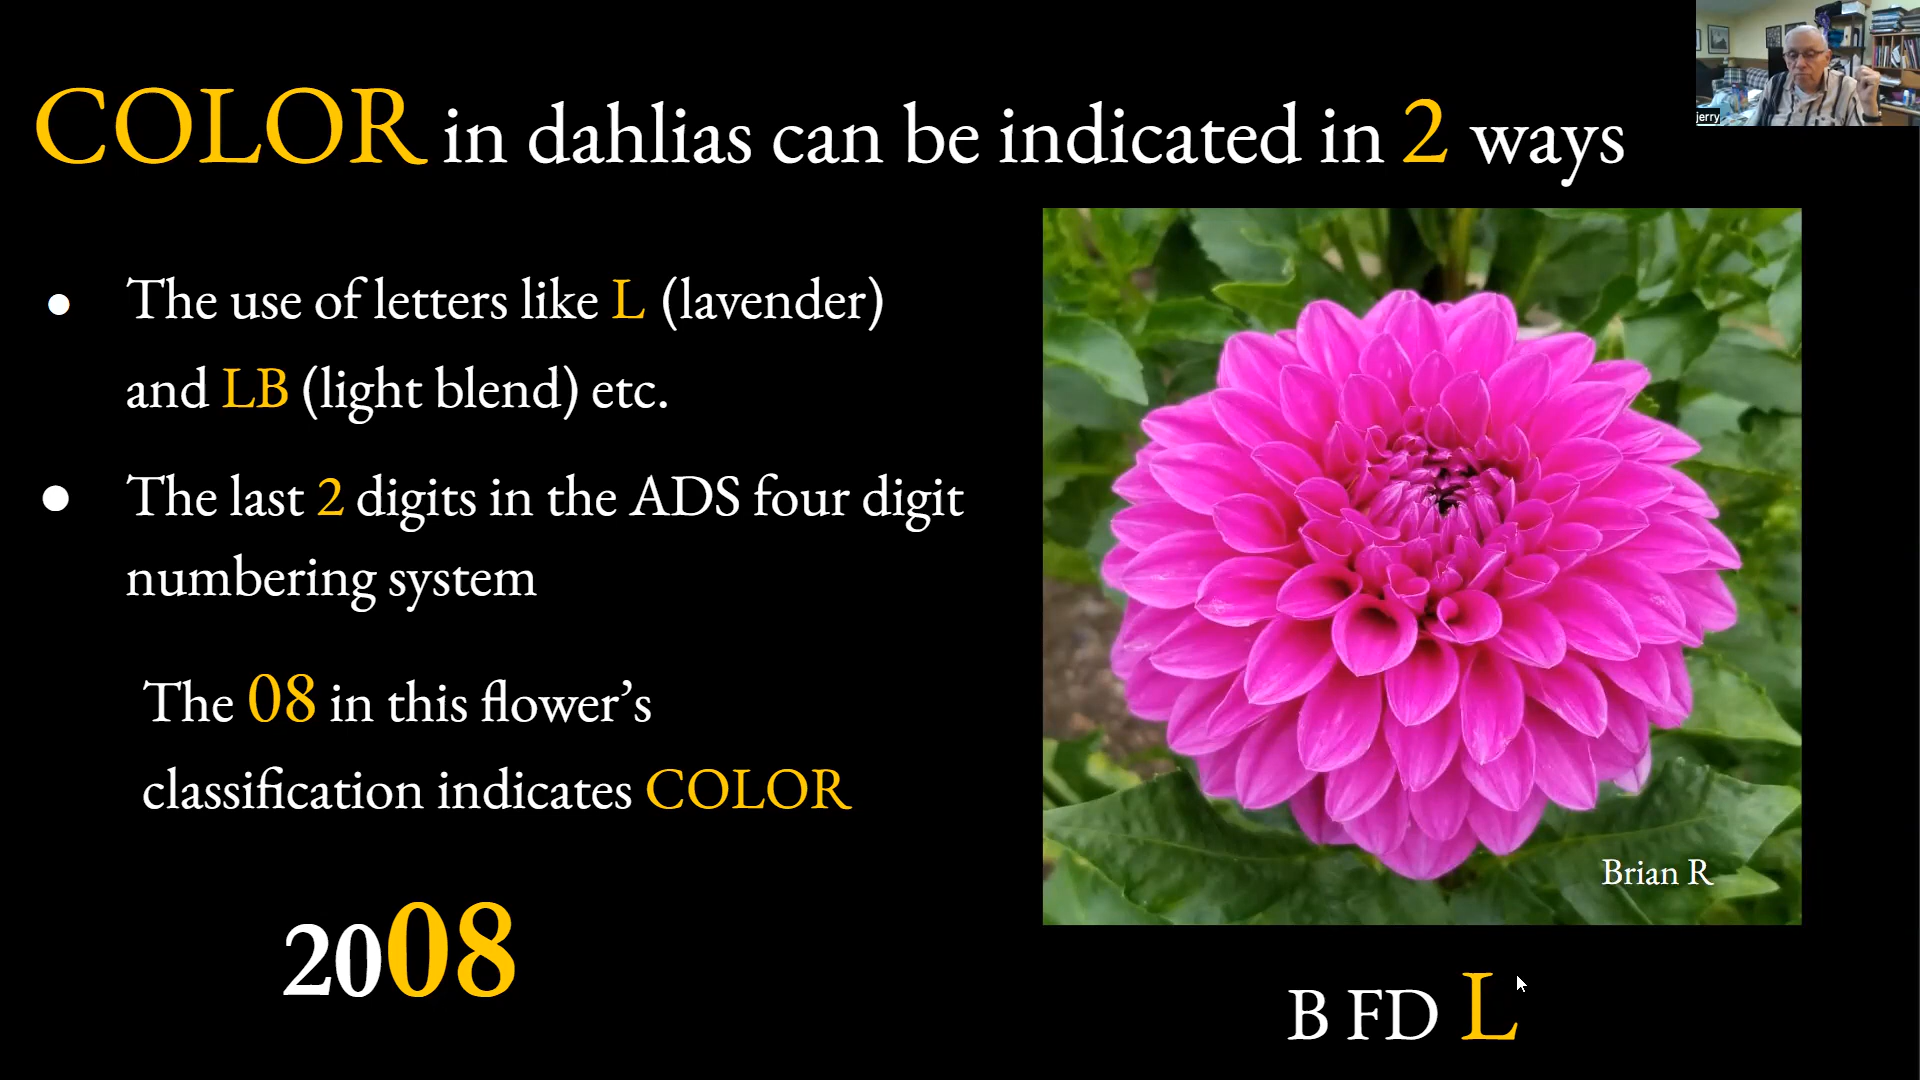 COLOR in dahlias can be indicated in 2 ways
jerry
• The use of letters like L (lavender)
and LB (light blend) etc.
• The last 2 digits in the ADS four digit
numbering system
The 08 in this flower’s
classification indicates COLOR
2008
Brian R
B FD L